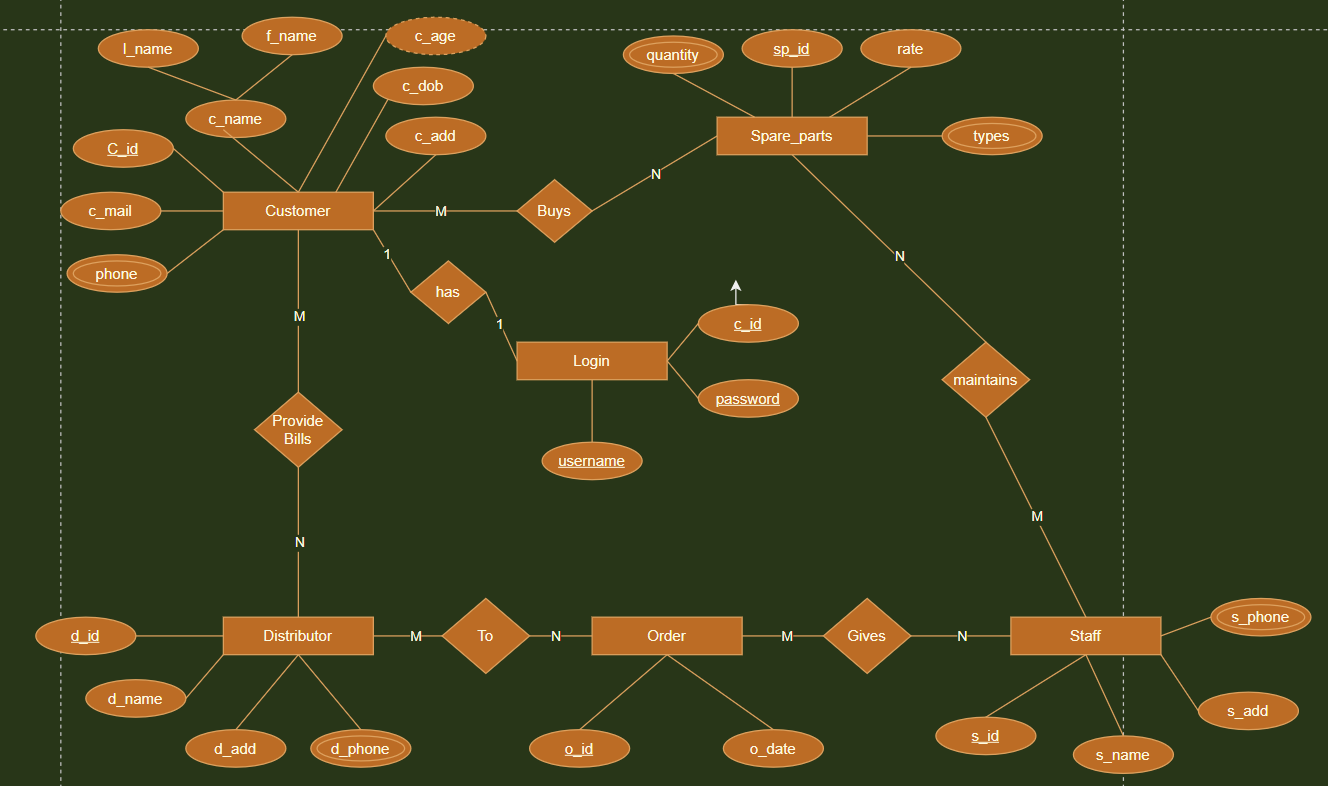 l_name
f_name
c_age
c_dob
c_name
c_add
C_id
c_mail
phone
Customer
M
Buys
N
quantity
sp_id
rate
Spare_parts
types
1
has
1
Login
c_id
password
username
N
maintains
M
M
Provide
Bills
N
d_id
Distributor
M
To
N
Order
M
Gives
N
Staff
s_phone
d_name
d_add
d_phone
o_id
o_date
s_id
s_name
s_add